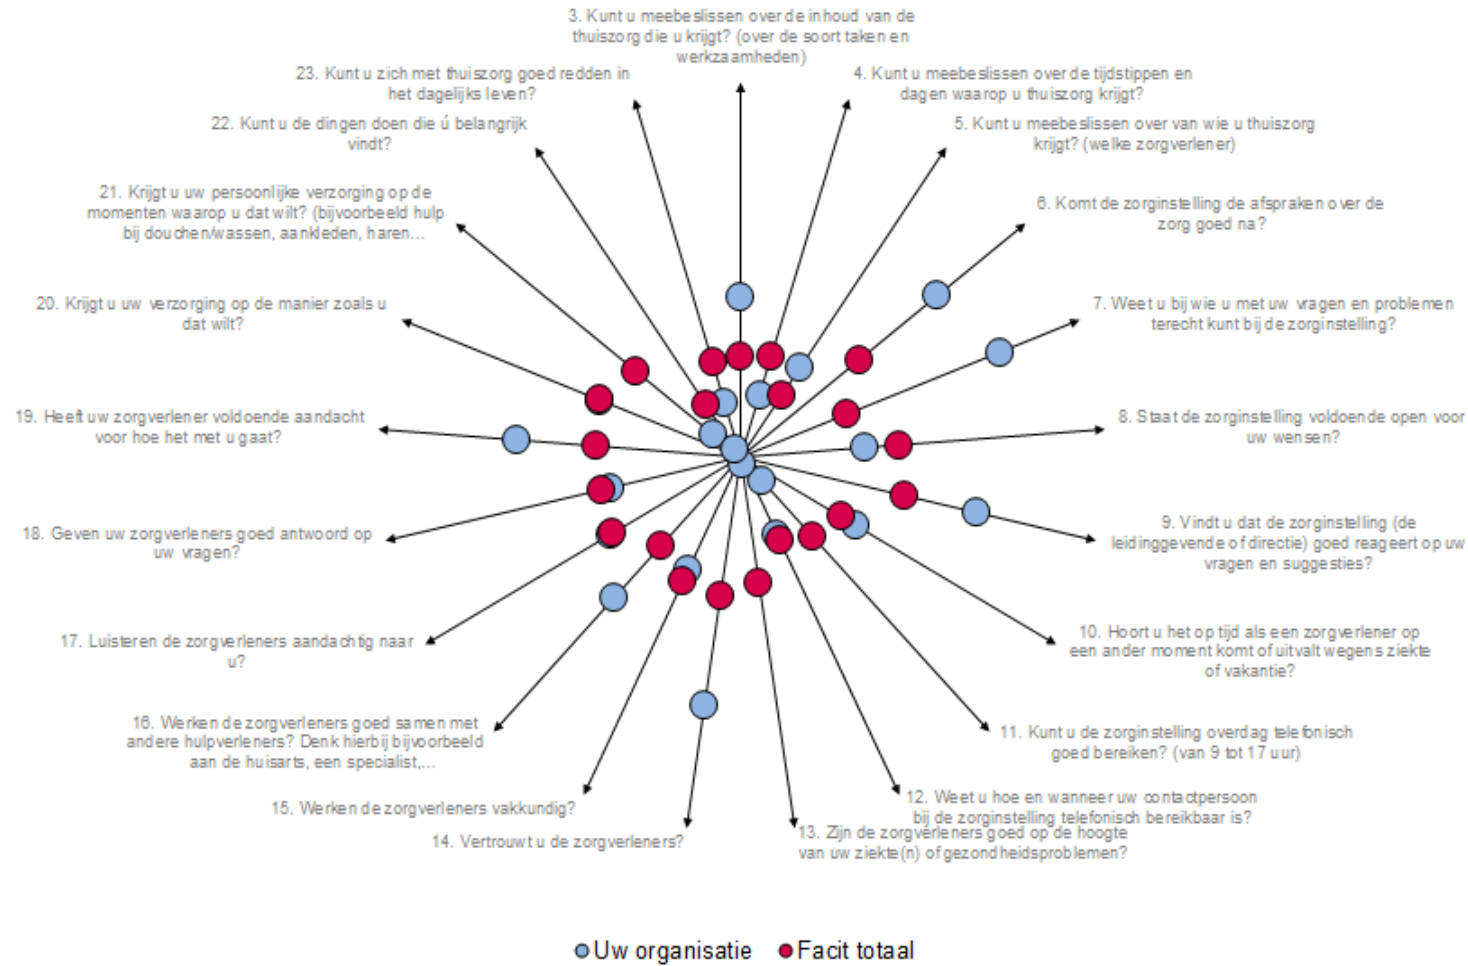 3. Kunt u meebeslissen over de inhoud van de
thuiszorg die u krijgt? (over de soort taken en
werkzaamheden)
4. Kunt u meebeslissen over de tijdstippen en
dagen waarop u thuiszorg krijgt?
5. Kunt u meebeslissen over van wie u thuiszorg
krijgt? (welke zorgverlener)
6. Komt de zorginstelling de afspraken over de
zorg goed na?
7. Weet u bij wie u met uw vragen en problemen
terecht kunt bij de zorginstelling?
8. Staat de zorginstelling voldoende open voor
uw wensen?
9. Vindt u dat de zorginstelling (de
leidinggevende of directie) goed reageert op uw
vragen en suggesties?
10. Hoort u het op tijd als een zorgverlener op
een ander moment komt of uitvalt wegens ziekte
of vakantie?
11. Kunt u de zorginstelling overdag telefonisch
goed bereiken? (van 9 tot 17 uur)
12. Weet u hoe en wanneer uw contactpersoon
bij de zorginstelling telefonisch bereikbaar is?
13. Zijn de zorgverleners goed op de hoogte
van uw ziekte(n) of gezondheidsproblemen?
14. Vertrouwt u de zorgverleners?
15. Werken de zorgverleners vakkundig?
16. Werken de zorgverleners goed samen met
andere hulpverleners? Denk hierbij bijvoorbeeld
aan de huisarts, een specialist,...
17. Luisteren de zorgverleners aandachtig naar
u?
18. Geven uw zorgverleners goed antwoord op
uw vragen?
19. Heeft uw zorgverlener voldoende aandacht
voor hoe het met u gaat?
20. Krijgt u uw verzorging op de manier zoals u
dat wilt?
21. Krijgt u uw persoonlijke verzorging op de
momenten waarop u dat wilt? (bijvoorbeeld hulp
bij douchen/wassen, aankleden, haren...
22. Kunt u de dingen doen die ú belangrijk
vindt?
23. Kunt u zich met thuiszorg goed redden in
het dagelijks leven?
Uw organisatie
Facit totaal